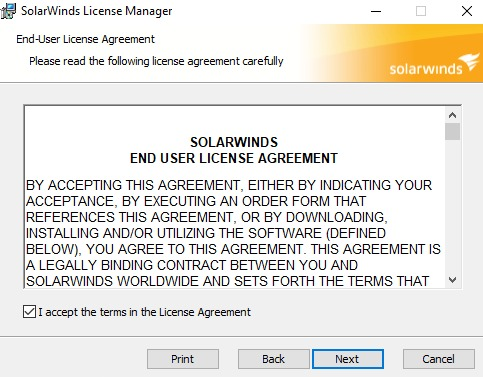 SolarWinds License Manager
End-User License Agreement
Please read the following license agreement carefully
solarwinds
SOLARWINDS
END USER LICENSE AGREEMENT
BY ACCEPTING THIS AGREEMENT, EITHER BY INDICATING YOUR
ACCEPTANCE, BY EXECUTING AN ORDER FORM THAT
REFERENCES THIS AGREEMENT, OR BY DOWNLOADING,
INSTALLING AND/OR UTILIZING THE SOFTWARE (DEFINED
BELOW), YOU AGREE TO THIS AGREEMENT. THIS AGREEMENT IS
A LEGALLY BINDING CONTRACT BETWEEN YOU AND
SOLARWINDS WORLDWIDE AND SETS FORTH THE TERMS THAT
I accept the terms in the License Agreement
Print Back Next Cancel